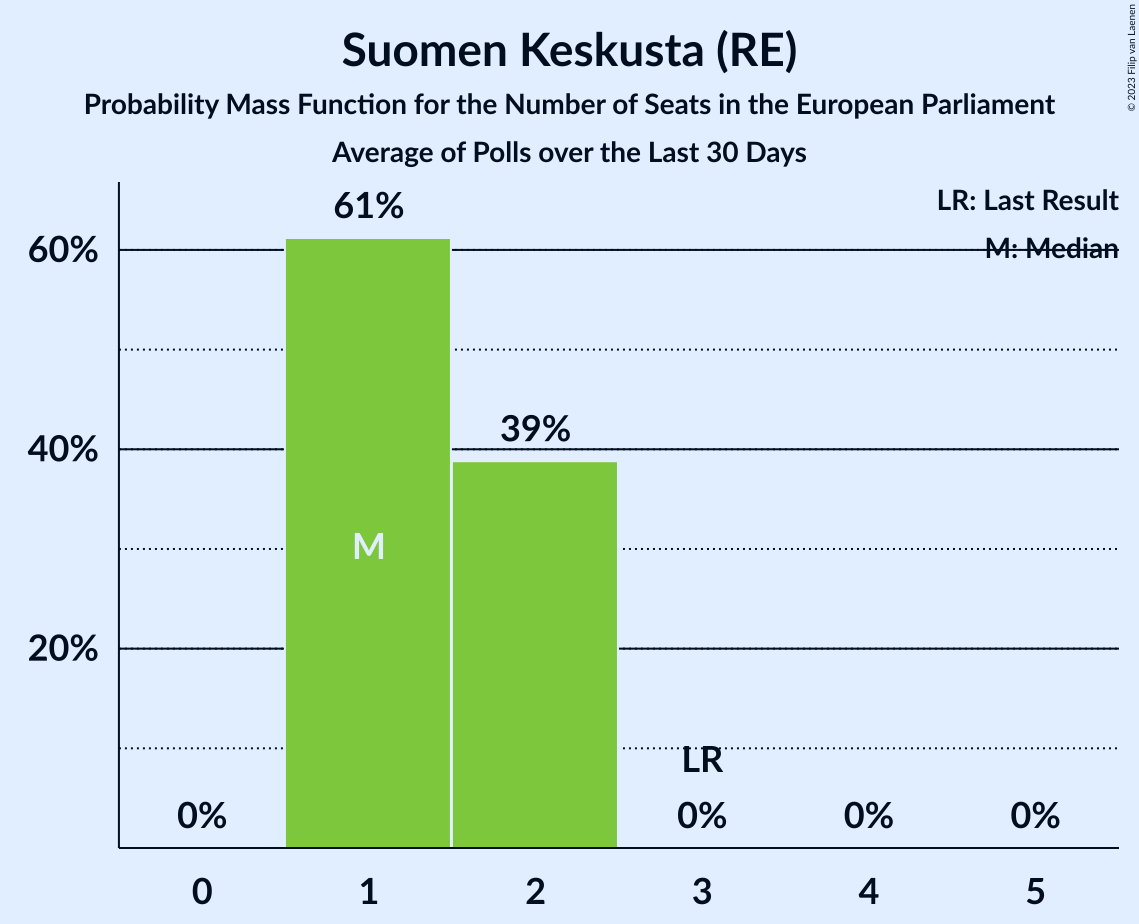 Suomen Keskusta (RE)
Probability Mass Function for the Number of Seats in the European Parliament
Average of Polls over the Last 30 Days
© 2023 Filip van Laenen
LR: Last Result
M: Median
61%
60%
39%
40%
M
20%
LR
0%
0%
0%
0%
0
1
2
3
4
5